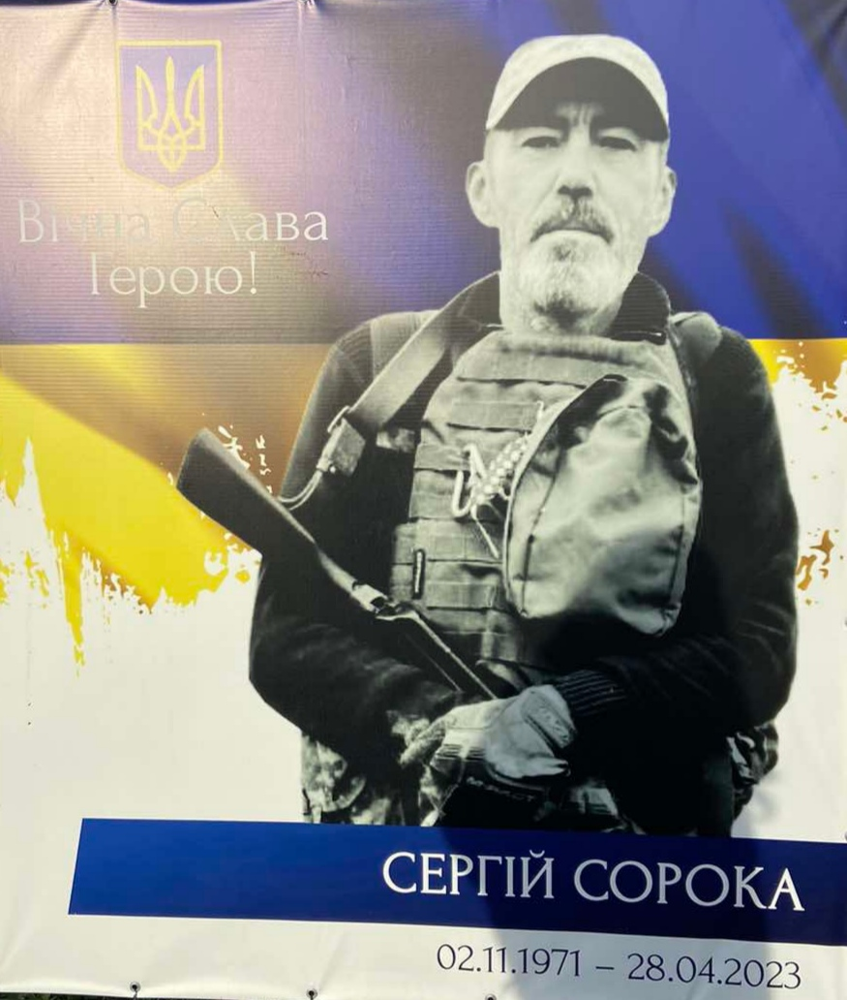 Вічна Слава
Герою!
СЕРГІЙ СОРОКА
02.11.1971 – 28.04.2023